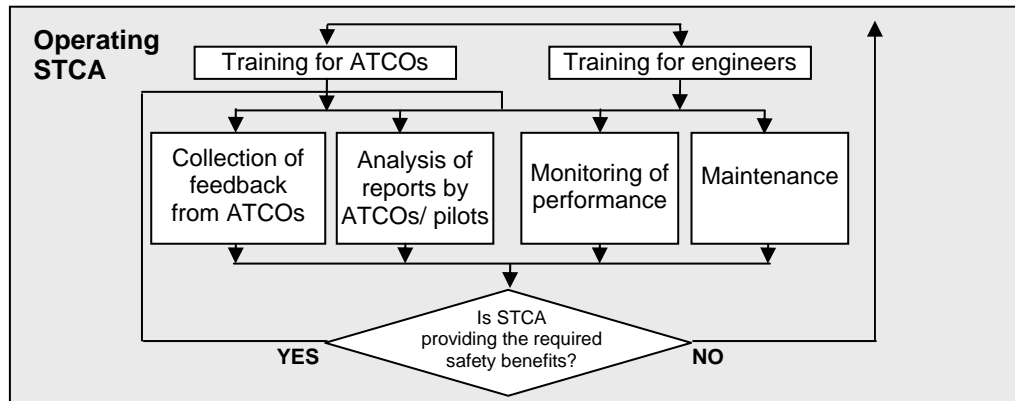 Operating
STCA
Training for ATCOs
Training for engineers
Collection of
feedback
from ATCOs
Analysis of
reports by
ATCOs/ pilots
Monitoring of
performance
Maintenance
Is STCA
providing the required
safety benefits?
YES
NO